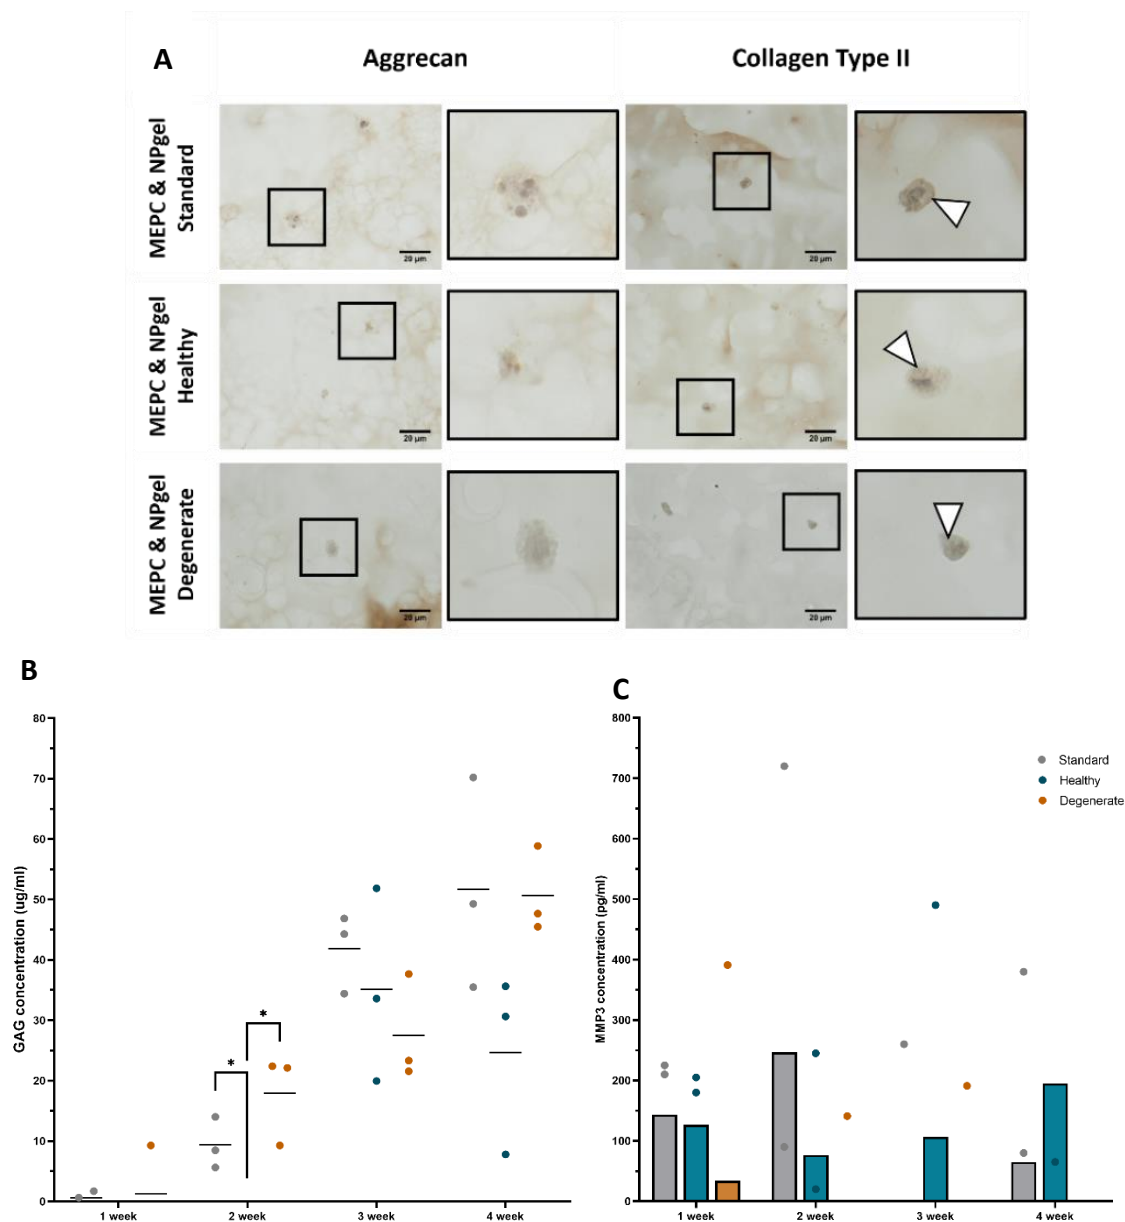 A
Aggrecan
Collagen Type II
MEPC & NPgel
Standard
20 µm
20 µm
MEPC & NPgel
Healthy
20 µm
20 µm
MEPC & NPgel
Degenerate
20 µm
20 µm
B
GAG concentration (ug/ml)
80
70
60
50
40
30
20
10
0
*
*
1 week
2 week
3 week
4 week
C
MMP3 concentration (pg/ml)
800
700
600
500
400
300
200
100
0
1 week
2 week
3 week
4 week
Standard
Healthy
Degenerate